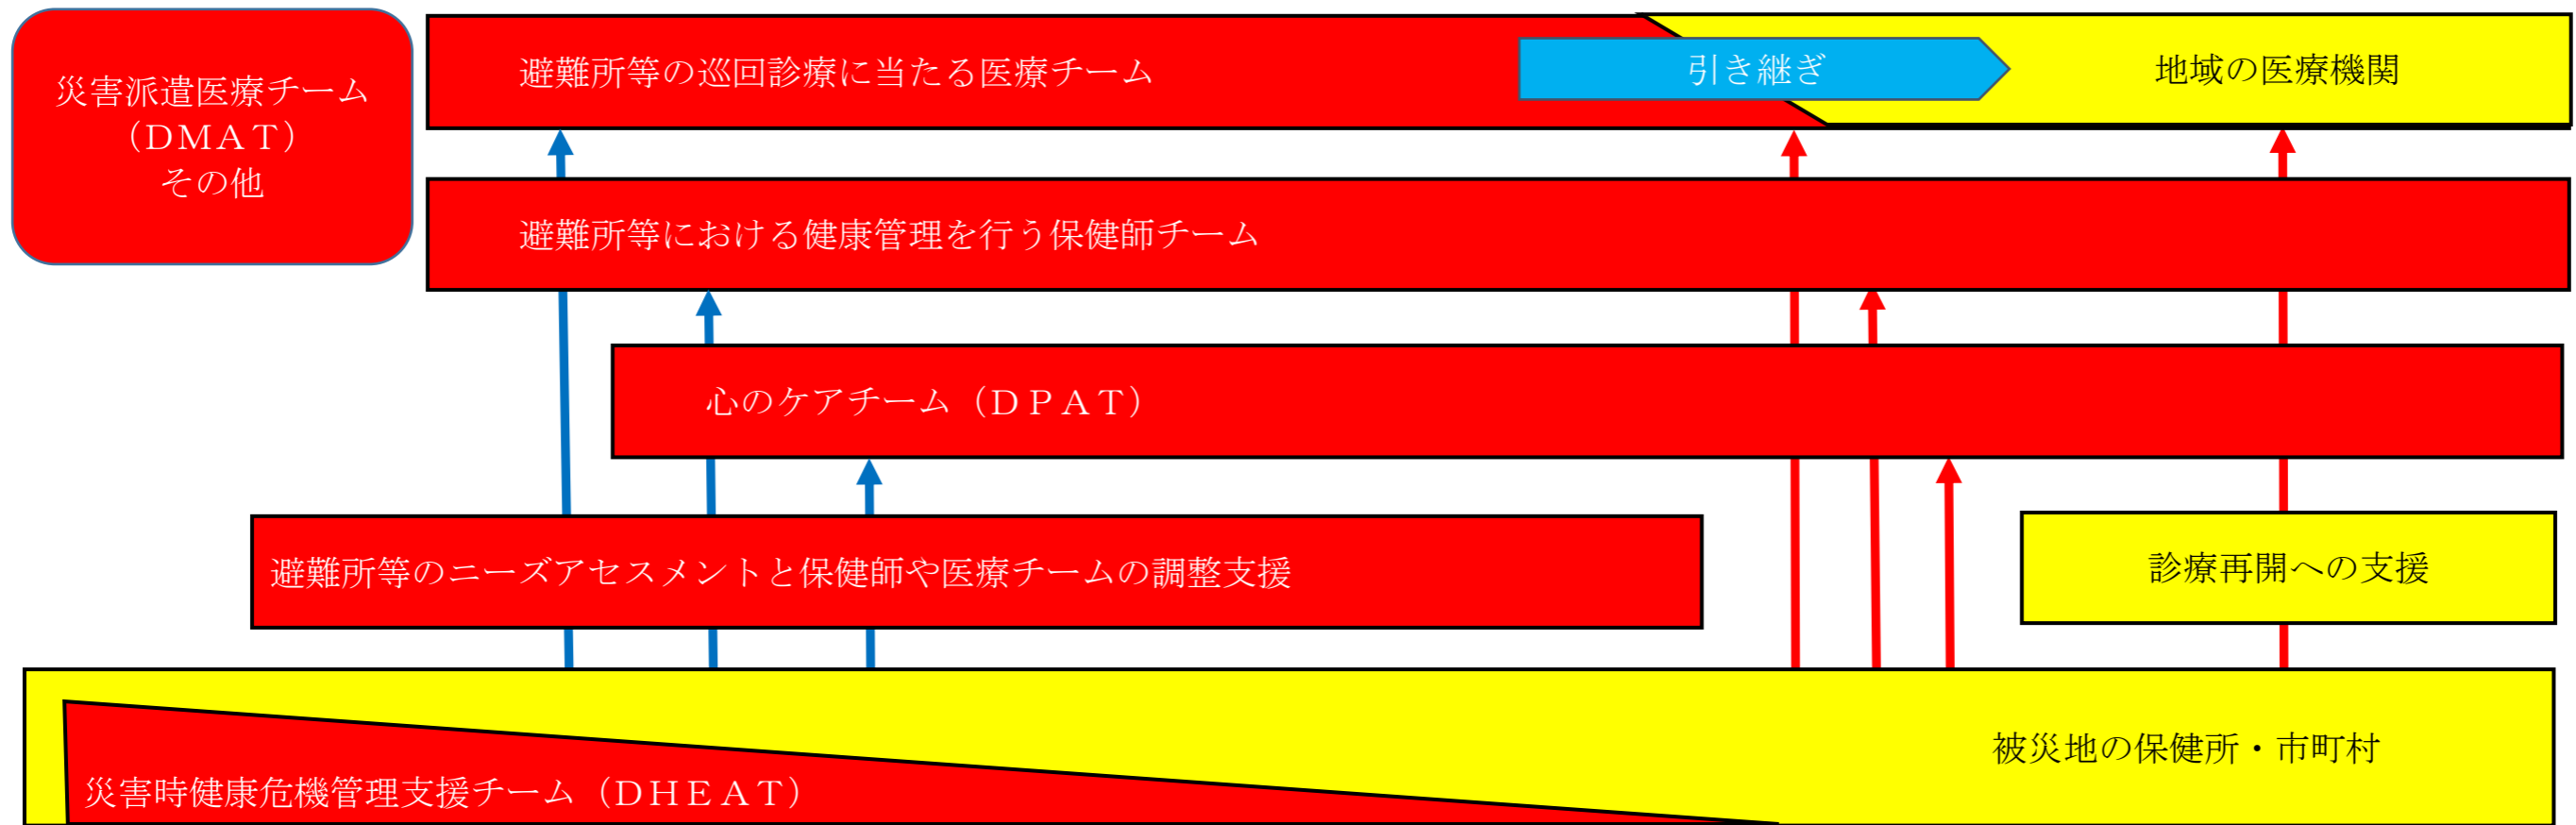 災害派遣医療チーム
（ＤＭＡＴ）
その他
避難所等の巡回診療に当たる医療チーム
引き継ぎ
地域の医療機関
避難所等における健康管理を行う保健師チーム
心のケアチーム（ＤＰＡＴ）
避難所等のニーズアセスメントと保健師や医療チームの調整支援
診療再開への支援
被災地の保健所・市町村
災害時健康危機管理支援チーム（ＤＨＥＡＴ）